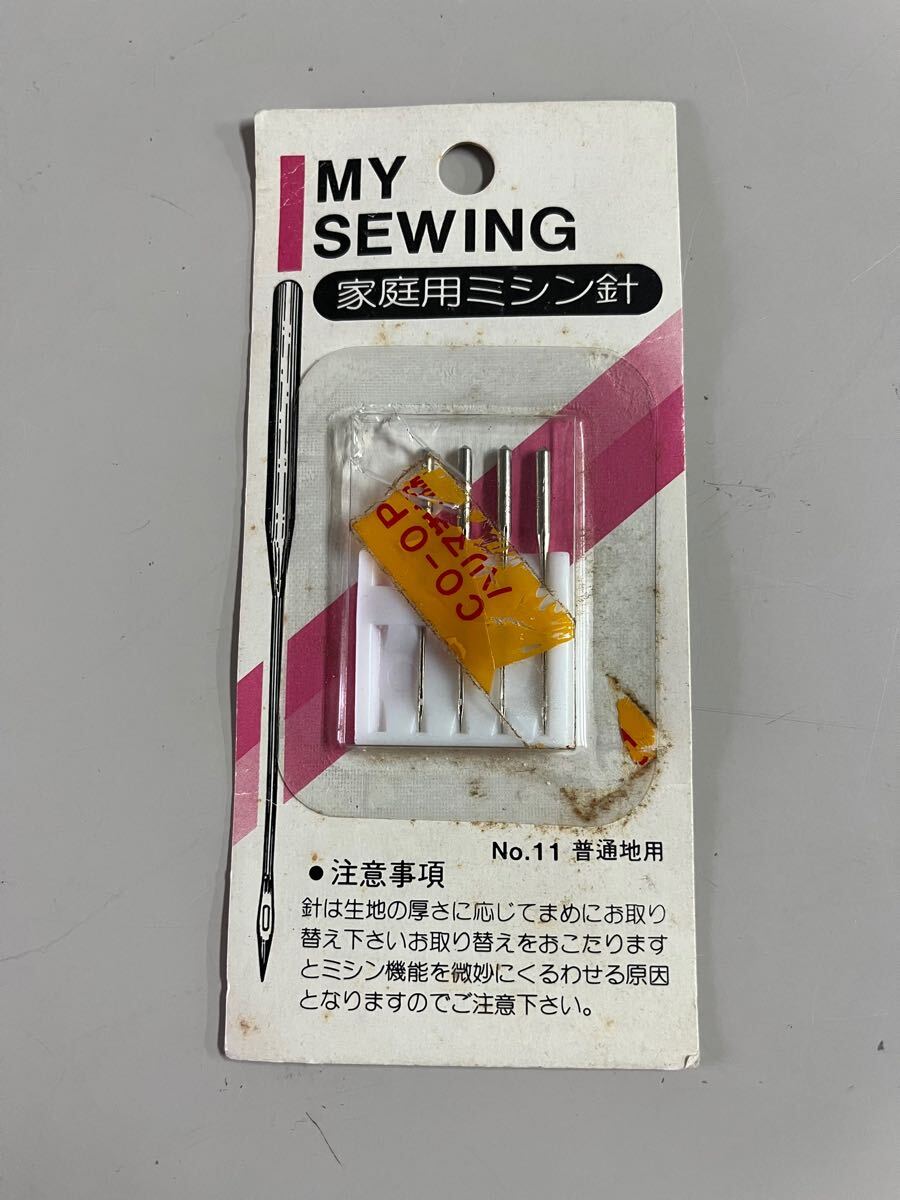 MY
SEWING
家庭用ミシン針
CO-OP
No.11 普通地用
●注意事項
針は生地の厚さに応じてまめにお取り
替え下さいお取り替えをおこたります
とミシン機能を微妙にくるわせる原因
となりますのでご注意下さい。